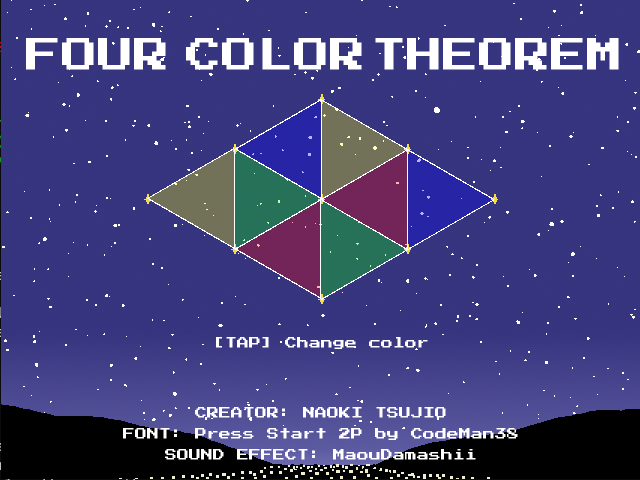 FOUR COLOR THEOREM
[TAP] Change color
CREATOR: NAOKI TSUJIO
FONT: Press Start 2P by CodeMan38
SOUND EFFECT: MaouDamashii